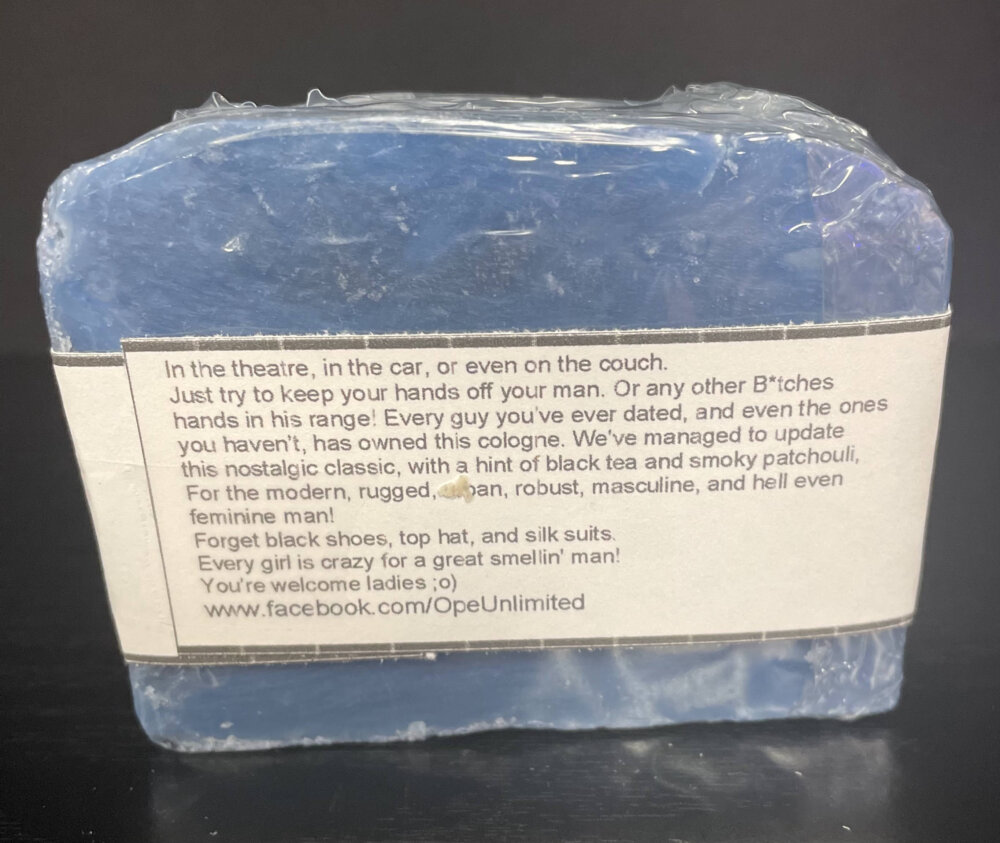 In the theatre, in the car, or even on the couch.
Just try to keep your hands off your man. Or any other B*tches
hands in his range! Every guy you've ever dated, and even the ones
you haven't, has owned this cologne. We've managed to update
this nostalgic classic, with a hint of black tea and smoky patchouli,
For the modern, rugged, robust, masculine, and hell even
feminine man!
Forget black shoes, top hat, and silk suits.
Every girl is crazy for a great smellin' man!
You're welcome ladies ;o)
www.facebook.com/OpeUnlimited